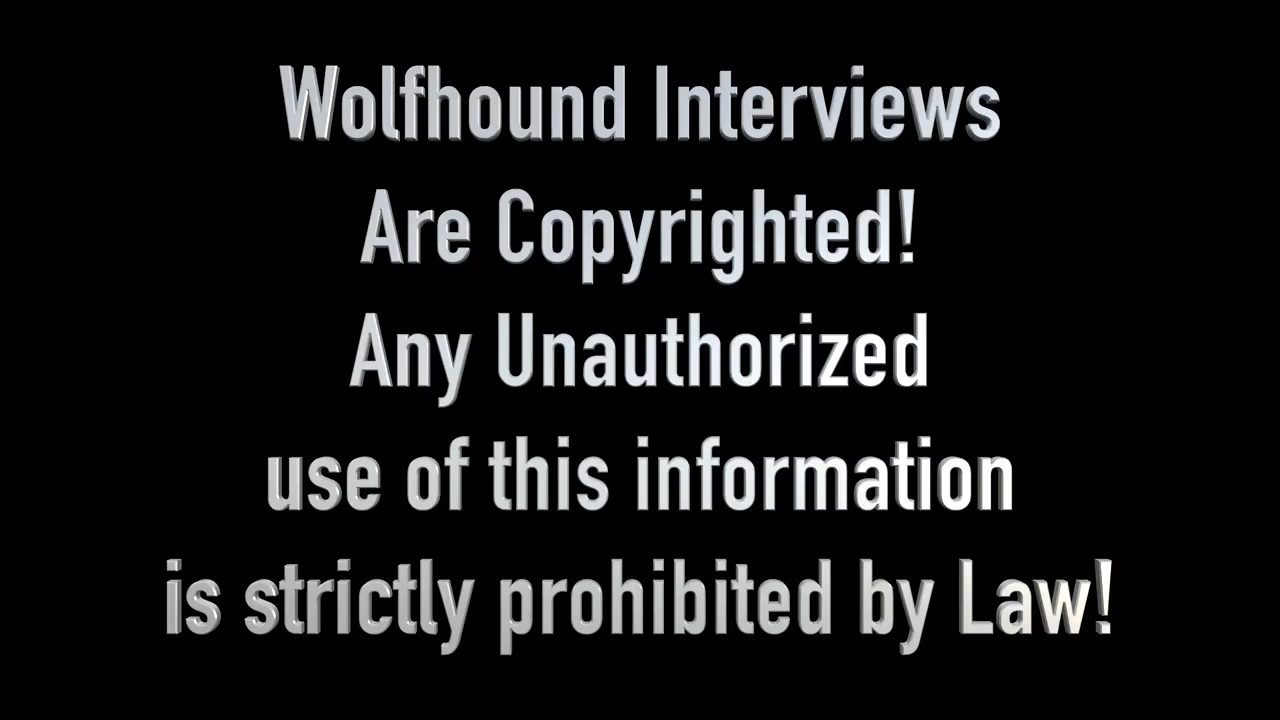 Wolfhound Interviews
Are Copyrighted!
Any Unauthorized
use of this information
is strictly prohibited by Law!